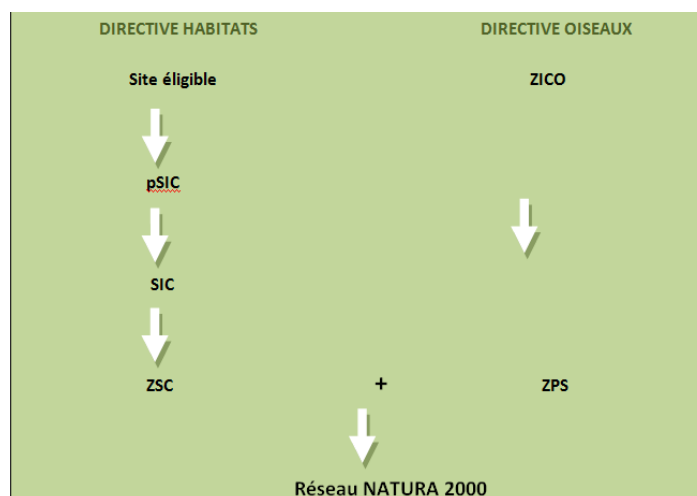 DIRECTIVE HABITATS DIRECTIVE OISEAUX
Site éligible ZICO
pSIC
SIC
ZSC + ZPS
Réseau NATURA 2000